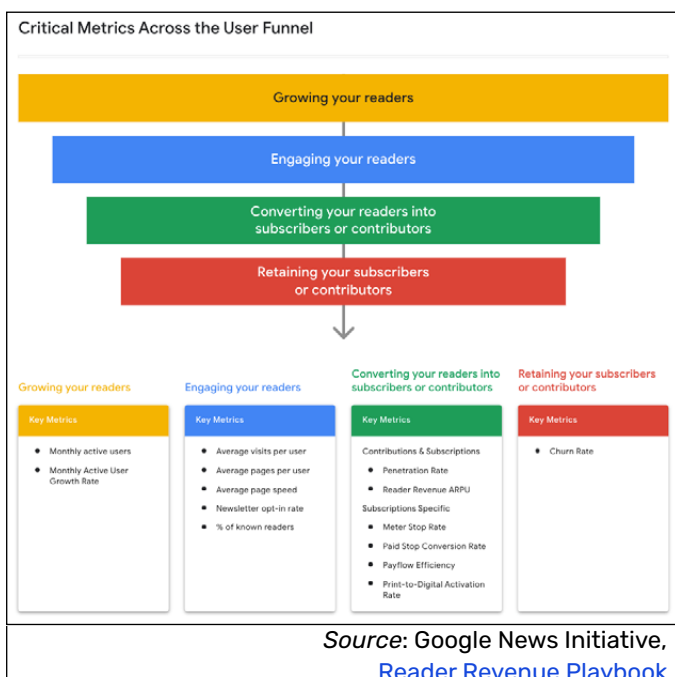 Critical Metrics Across the User Funnel
Growing your readers
Engaging your readers
Converting your readers into
subscribers or contributors
Retaining your subscribers
or contributors
Growing your readers
Key Metrics
● Monthly active users
● Monthly Active User
Growth Rate
Engaging your readers
Key Metrics
● Average visits per user
● Average pages per user
● Average page speed
● Newsletter opt-in rate
● % of known readers
Converting your readers into
subscribers or contributors
Key Metrics
Contributions & Subscriptions
● Penetration Rate
● Reader Revenue ARPU
Subscriptions Specific
● Meter Stop Rate
● Paid Stop Conversion Rate
● Payflow Efficiency
● Print-to-Digital Activation
Rate
Retaining your subscribers
or contributors
Key Metrics
● Churn Rate
Source: Google News Initiative,
Reader Revenue Playbook